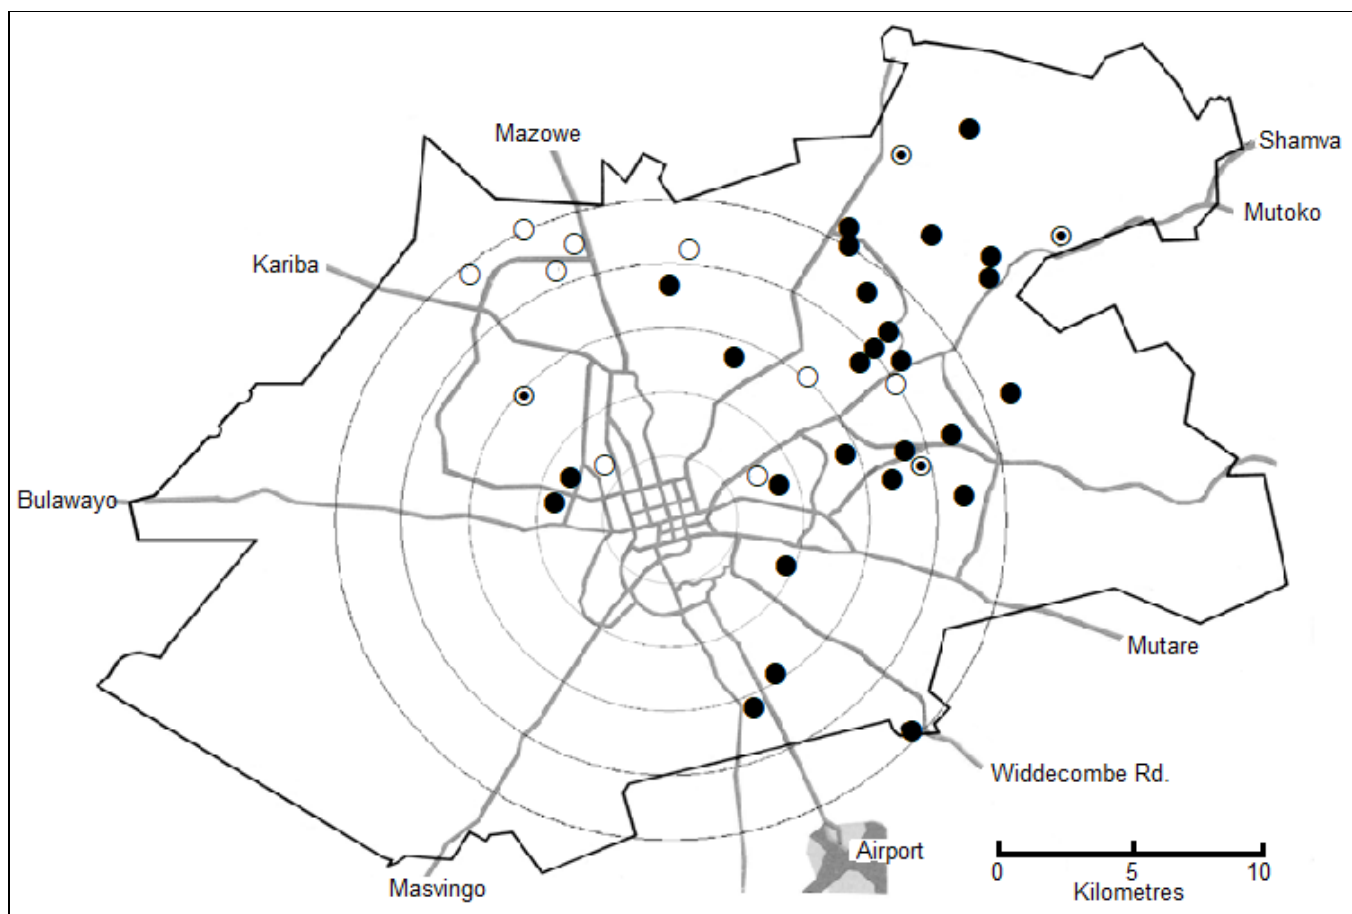 Mazowe
Shamva
Mutoko
Kariba
Bulawayo
Mutare
Widdecombe Rd.
Airport
Masvingo
0 5 10
Kilometres